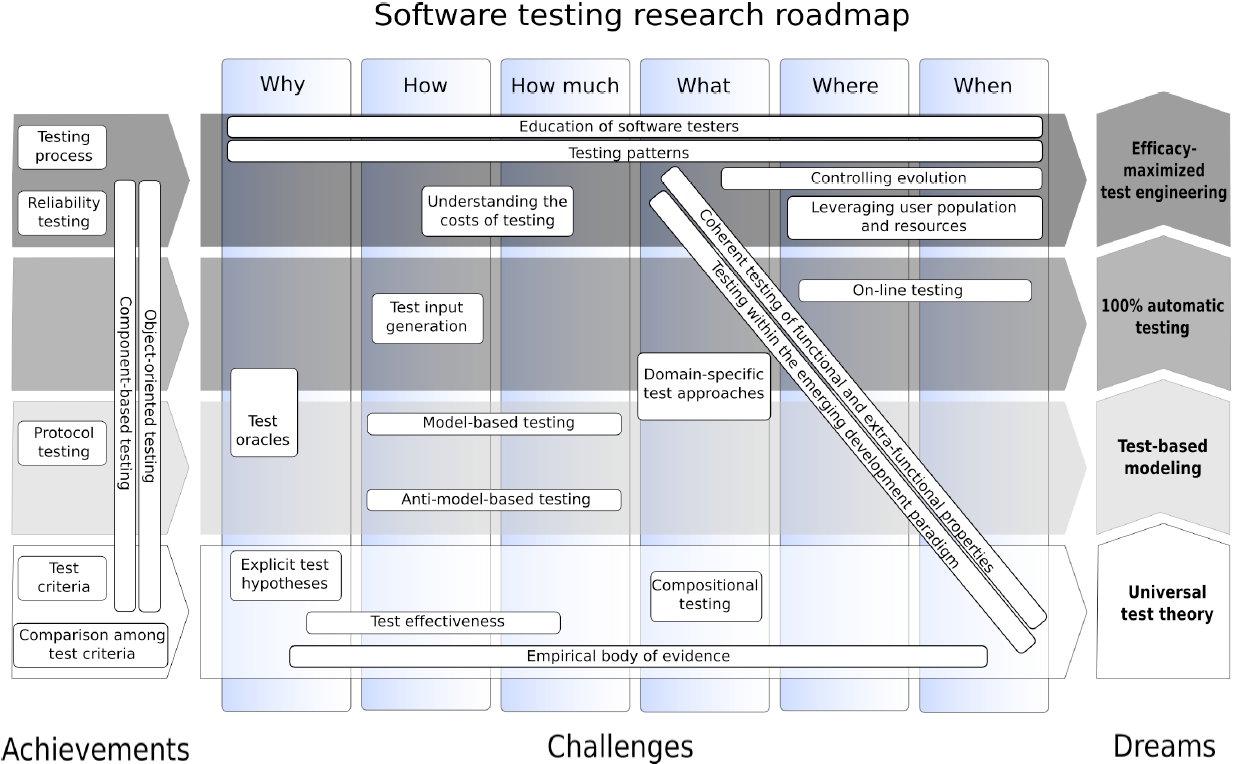 Software testing research roadmap
Why
How
How much
What
Where
When
Testing
process
Reliability
testing
Component-based testing
Object-oriented testing
Protocol
testing
Test
criteria
Comparison among
test criteria
Education of software testers
Testing patterns
Controlling evolution
Understanding the
costs of testing
Leveraging user population
and resources
Coherent testing of functional and extra-functional properties
Testing within the emerging development paradigm
On-line testing
Test input
generation
Domain-specific
test approaches
Test
oracles
Model-based testing
Anti-model-based testing
Explicit test
hypotheses
Compositional
testing
Test effectiveness
Empirical body of evidence
Efficacy-
maximized
test engineering
100% automatic
testing
Test-based
modeling
Universal
test theory
Achievements
Challenges
Dreams